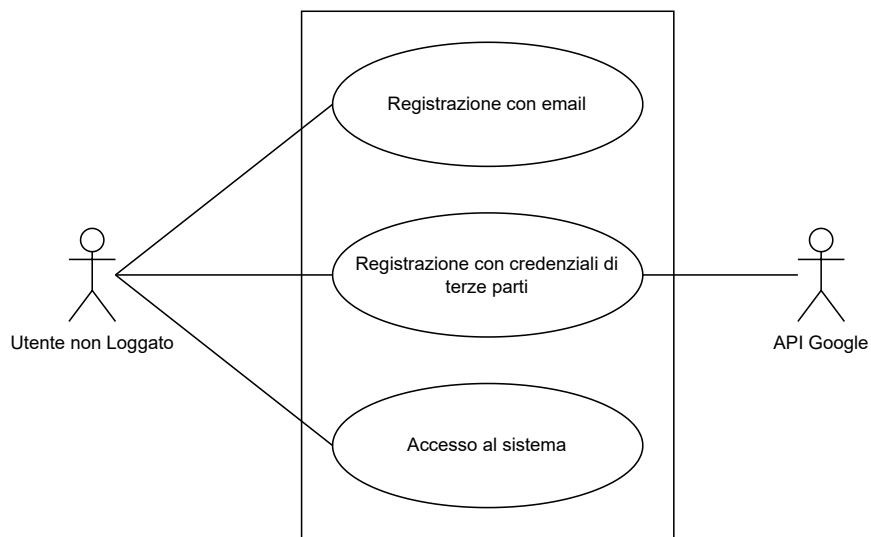 Registrazione con email
Registrazione con credenziali di
terze parti
Utente non Loggato
API Google
Accesso al sistema